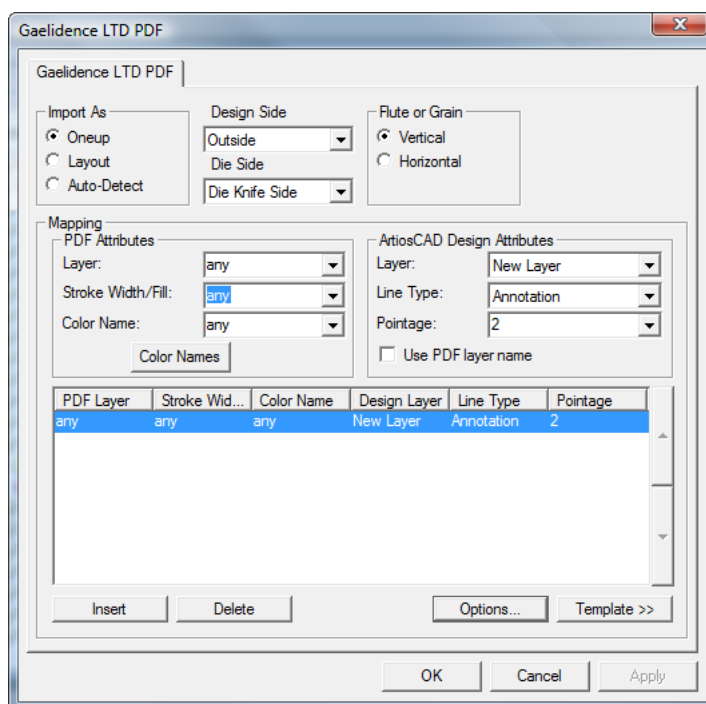 Gaelidence LTD PDF
Gaelidence LTD PDF
Import As
Oneup
Layout
Auto-Detect
Design Side
Outside
Die Side
Die Knife Side
Flute or Grain
Vertical
Horizontal
Mapping
PDF Attributes
Layer: any
Stroke Width/Fill: any
Color Name: any
Color Names
ArtiosCAD Design Attributes
Layer: New Layer
Line Type: Annotation
Pointage: 2
Use PDF layer name
PDF Layer Stroke Wid... Color Name Design Layer Line Type Pointage
any any any New Layer Annotation 2
Insert Delete Options... Template >>
OK Cancel Apply